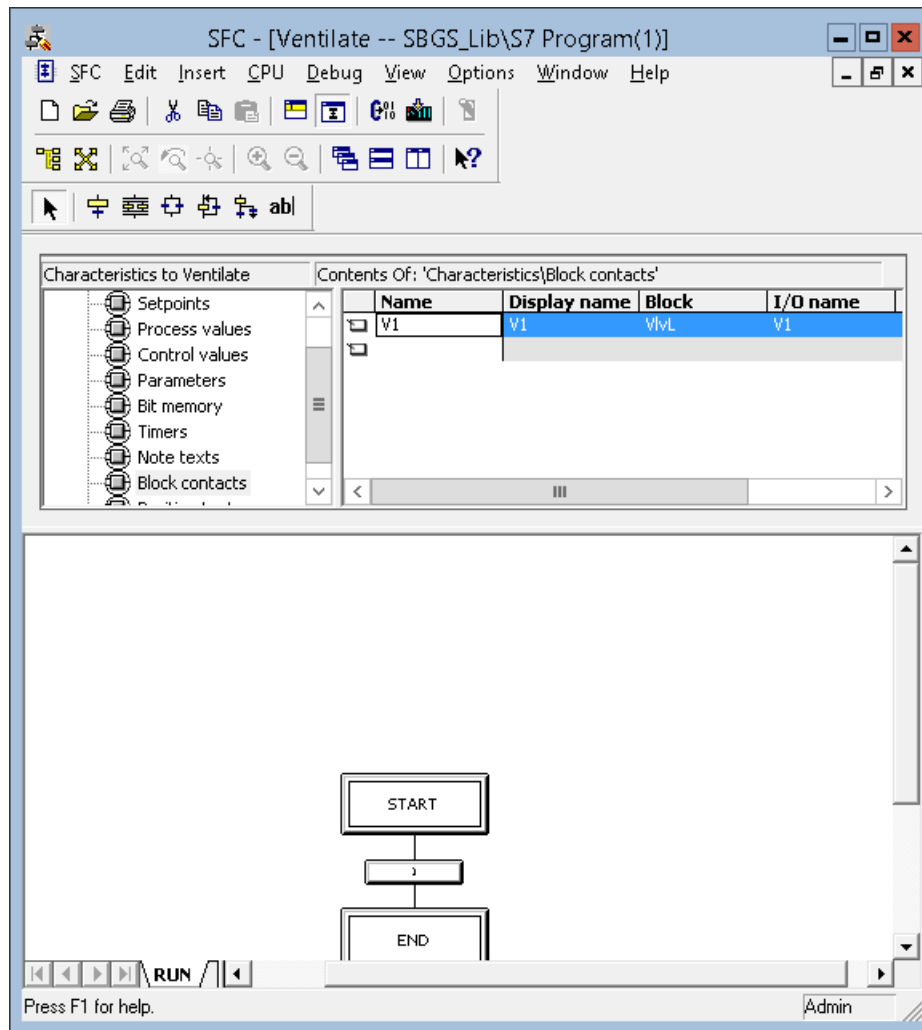 SFC - [Ventilate -- SBGS_Lib\S7 Program(1)]
SFC Edit Insert CPU Debug View Options Window Help
ab|
Characteristics to Ventilate Contents Of: 'Characteristics\Block contacts'
Name Display name Block I/O name
Setpoints
V1 V1 VlvL V1
Process values
Control values
Parameters
Bit memory
Timers
Note texts
Block contacts
START
END
RUN
Press F1 for help. Admin